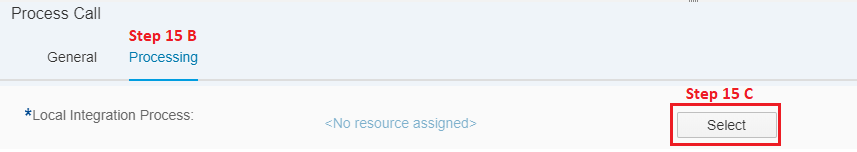 Process Call
Step 15 B
General Processing
Step 15 C
*Local Integration Process: <No resource assigned> Select